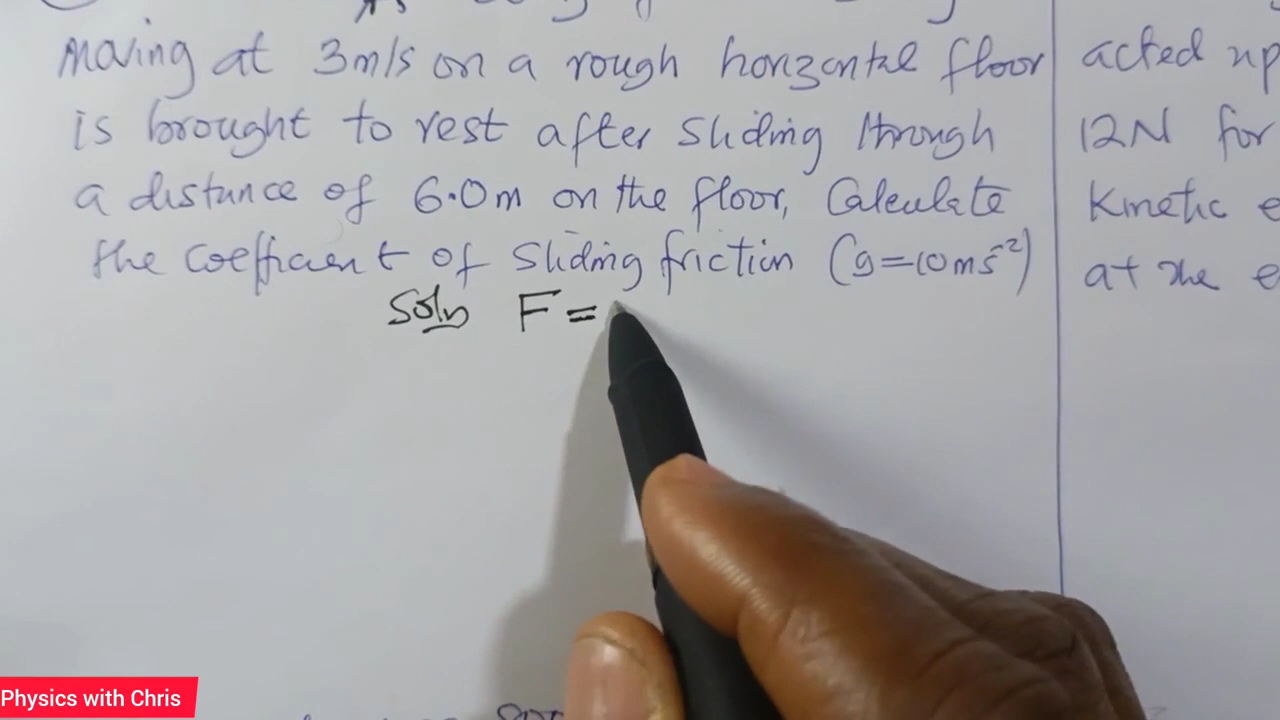 moving at 3m/s on a rough horizontal floor
is brought to rest after sliding through
a distance of 6.0m on the floor, Calculate
the coefficient of sliding friction (g=10ms⁻²)
Soln F=
acted up
12N for
Kinetic e
at the e
Physics with Chris